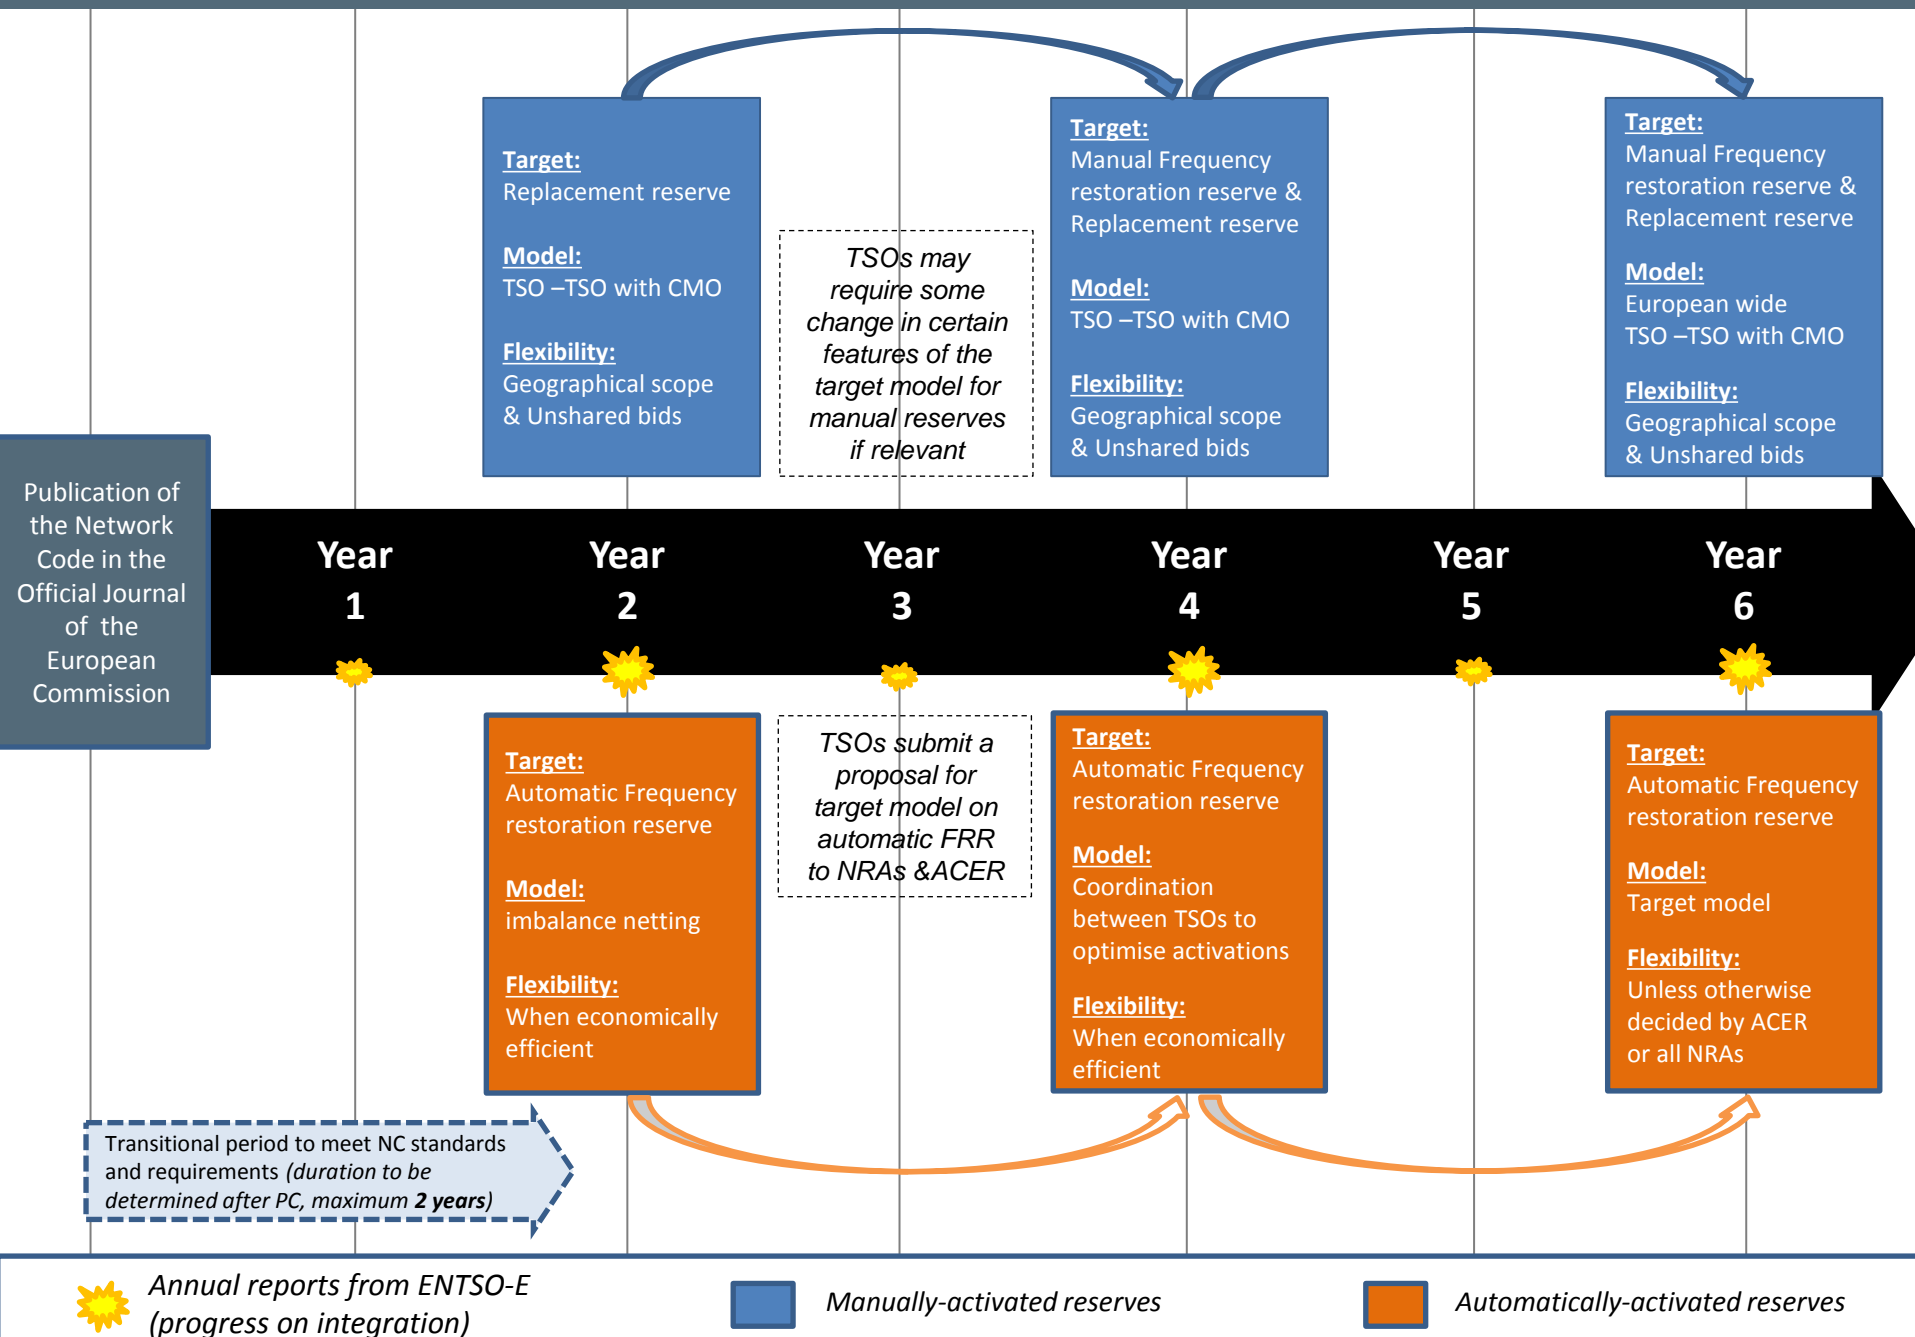 Target:
Replacement reserve
Model:
TSO –TSO with CMO
Flexibility:
Geographical scope
& Unshared bids
TSOs may
require some
change in certain
features of the
target model for
manual reserves
if relevant
Target:
Manual Frequency
restoration reserve &
Replacement reserve
Model:
TSO –TSO with CMO
Flexibility:
Geographical scope
& Unshared bids
Target:
Manual Frequency
restoration reserve &
Replacement reserve
Model:
European wide
TSO –TSO with CMO
Flexibility:
Geographical scope
& Unshared bids
Publication of
the Network
Code in the
Official Journal
of the
European
Commission
Year
1
Year
2
Year
3
Year
4
Year
5
Year
6
Target:
Automatic Frequency
restoration reserve
Model:
imbalance netting
Flexibility:
When economically
efficient
TSOs submit a
proposal for
target model on
automatic FRR
to NRAs &ACER
Target:
Automatic Frequency
restoration reserve
Model:
Coordination
between TSOs to
optimise activations
Flexibility:
When economically
efficient
Target:
Automatic Frequency
restoration reserve
Model:
Target model
Flexibility:
Unless otherwise
decided by ACER
or all NRAs
Transitional period to meet NC standards
and requirements (duration to be
determined after PC, maximum 2 years)
Annual reports from ENTSO-E
(progress on integration)
Manually-activated reserves
Automatically-activated reserves